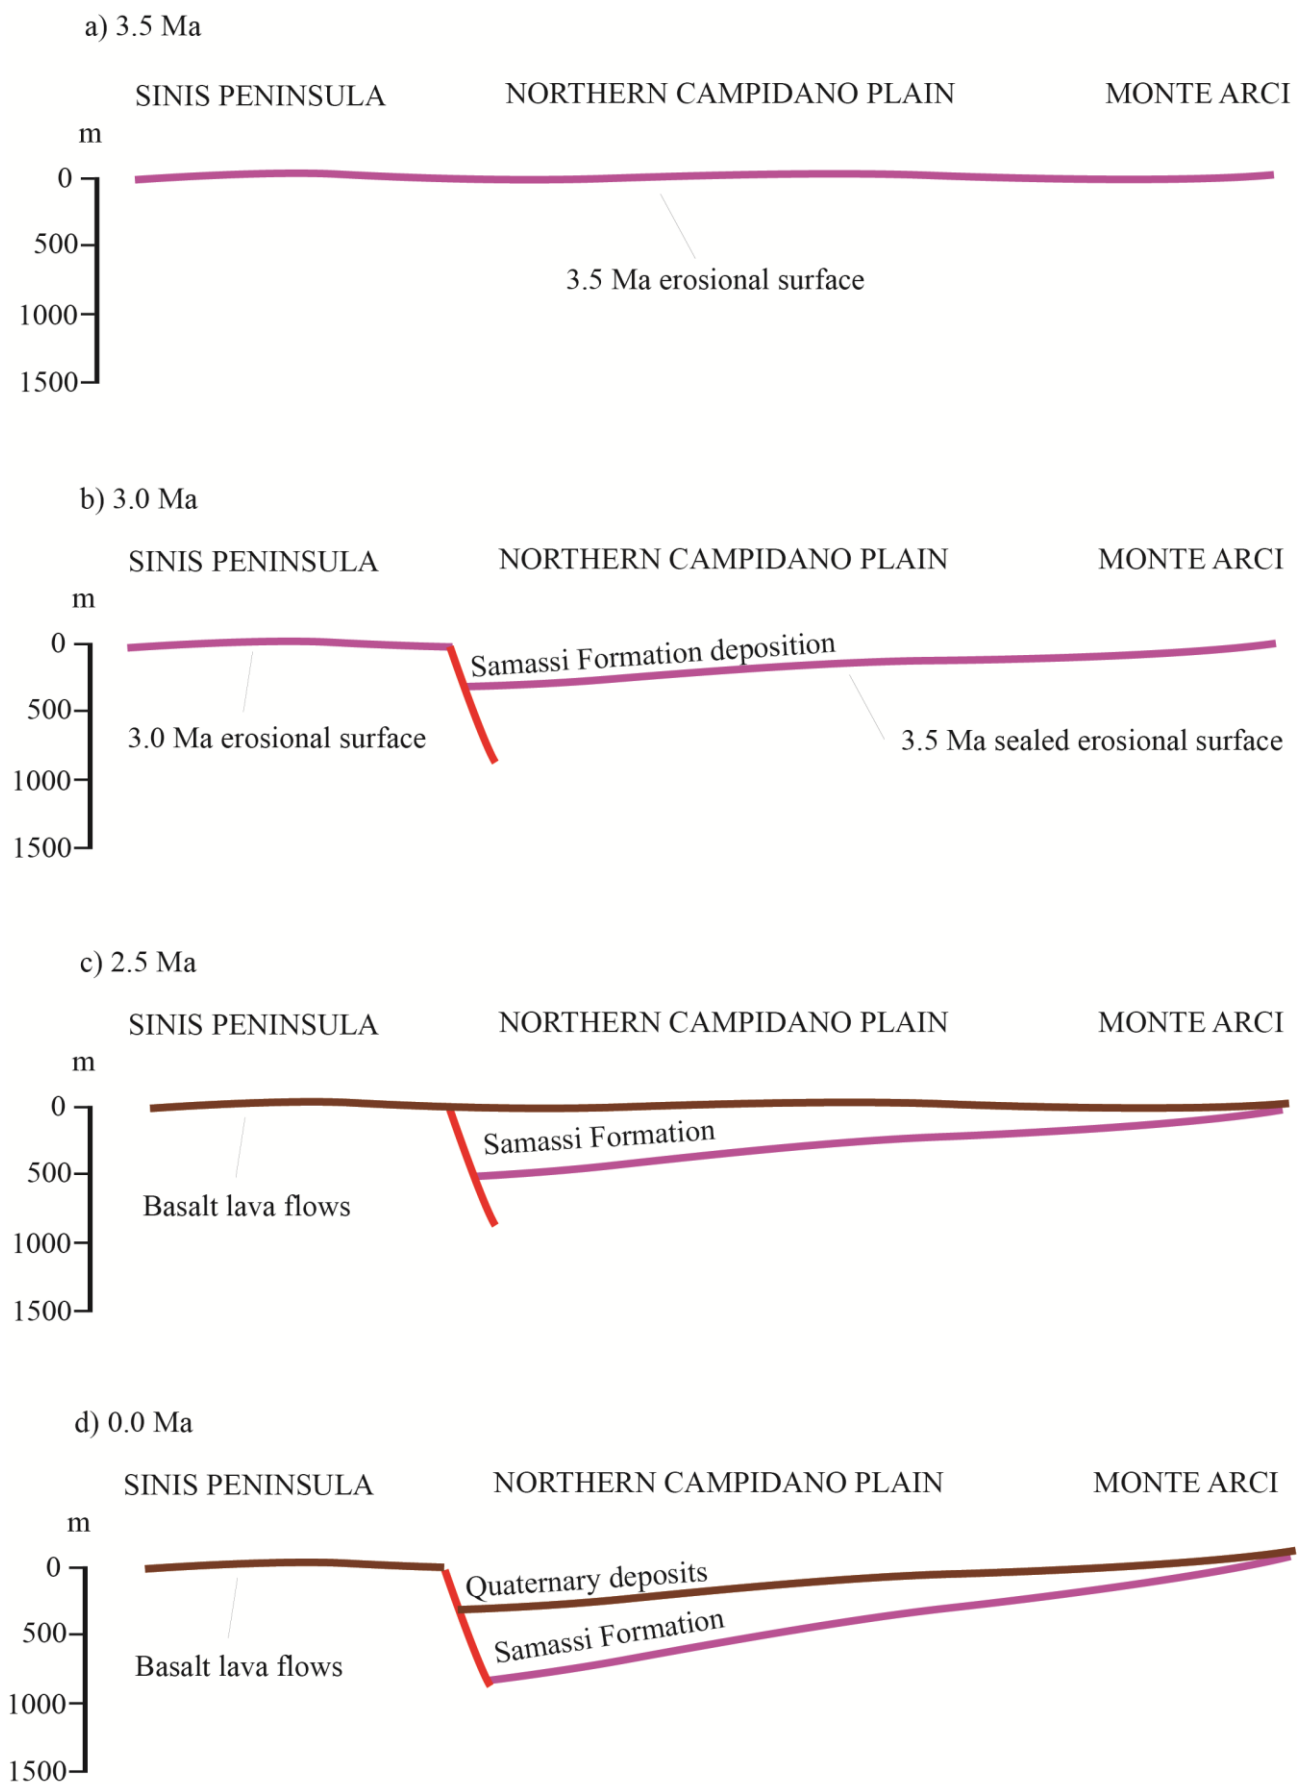 a) 3.5 Ma
SINIS PENINSULA
NORTHERN CAMPIDANO PLAIN
MONTE ARCI
m
0
500
1000
1500
3.5 Ma erosional surface
b) 3.0 Ma
SINIS PENINSULA
NORTHERN CAMPIDANO PLAIN
MONTE ARCI
m
0
500
1000
1500
Samassi Formation deposition
3.0 Ma erosional surface
3.5 Ma sealed erosional surface
c) 2.5 Ma
SINIS PENINSULA
NORTHERN CAMPIDANO PLAIN
MONTE ARCI
m
0
500
1000
1500
Samassi Formation
Basalt lava flows
d) 0.0 Ma
SINIS PENINSULA
NORTHERN CAMPIDANO PLAIN
MONTE ARCI
m
0
500
1000
1500
Quaternary deposits
Samassi Formation
Basalt lava flows